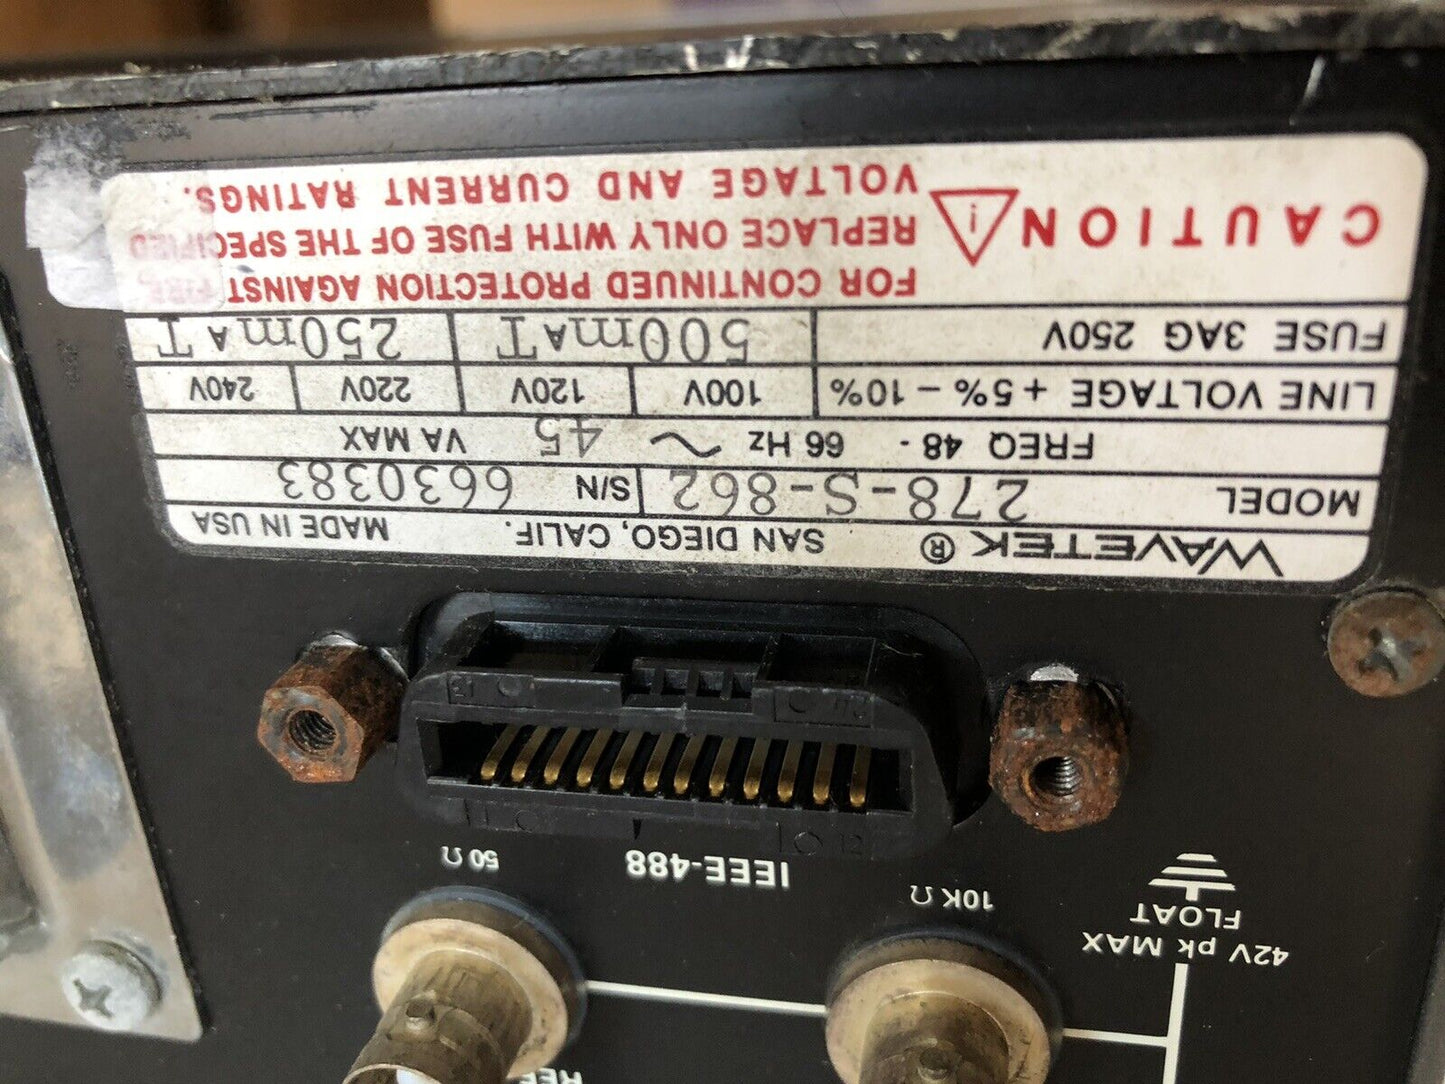 WAVETEK® SAN DIEGO, CALIF. MADE IN USA
MODEL 278-S-862 S/N 6630383
FREQ 48 - 66 Hz ~ 45 VA MAX
LINE VOLTAGE +5% – 10% 100V 120V 220V 240V
FUSE 3AG 250V 500mAT 250mAT
CAUTION
FOR CONTINUED PROTECTION AGAINST FIRE,
REPLACE ONLY WITH FUSE OF THE SPECIFIED
VOLTAGE AND CURRENT RATINGS.
42V pk MAX
FLOAT
10K Ω
IEEE-488
50 Ω
12